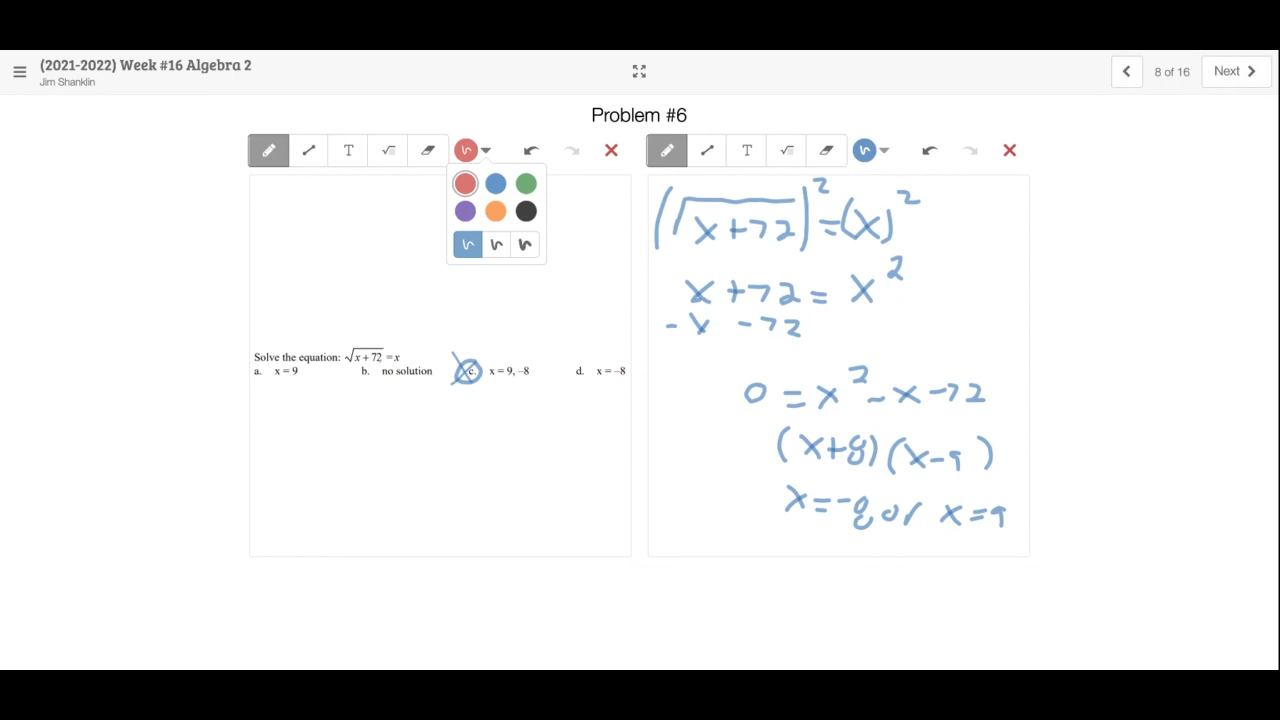 (2021-2022) Week #16 Algebra 2
Jim Shanklin
8 of 16
Next
Problem #6
T
√‾
T
√‾
Solve the equation: √x + 72 = x
a. x = 9 b. no solution c. x = 9, –8 d. x = –8
(√x+72)² = (x)²
x +72 = x²
- x -72
0 = x² - x -72
(x+8)(x-9)
x = -8 or x = 9